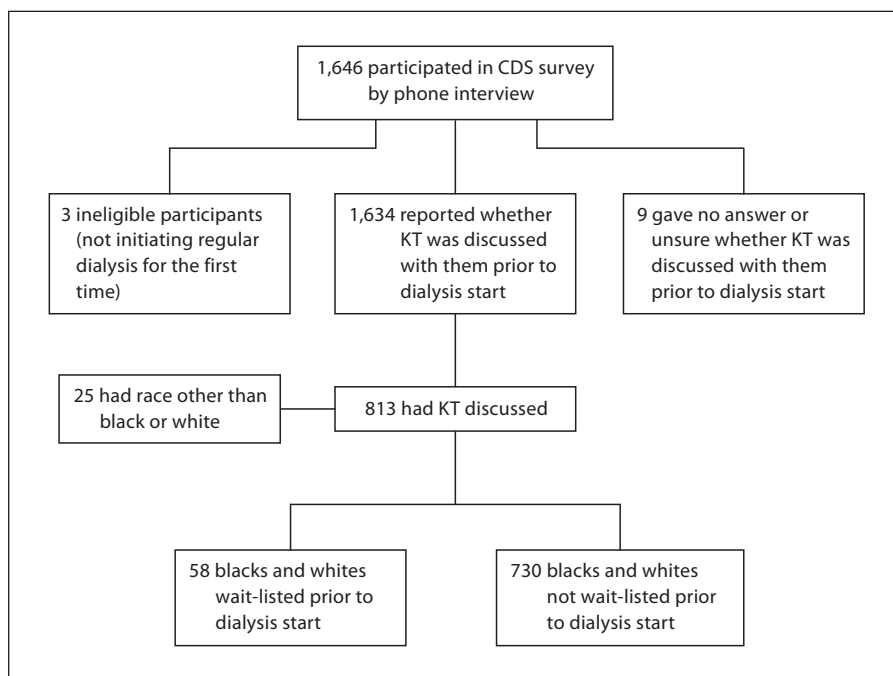 1,646 participated in CDS survey
by phone interview
3 ineligible participants
(not initiating regular
dialysis for the first
time)
1,634 reported whether
KT was discussed
with them prior to
dialysis start
9 gave no answer or
unsure whether KT was
discussed with them
prior to dialysis start
25 had race other than
black or white
813 had KT discussed
58 blacks and whites
wait-listed prior to
dialysis start
730 blacks and whites
not wait-listed prior
to dialysis start